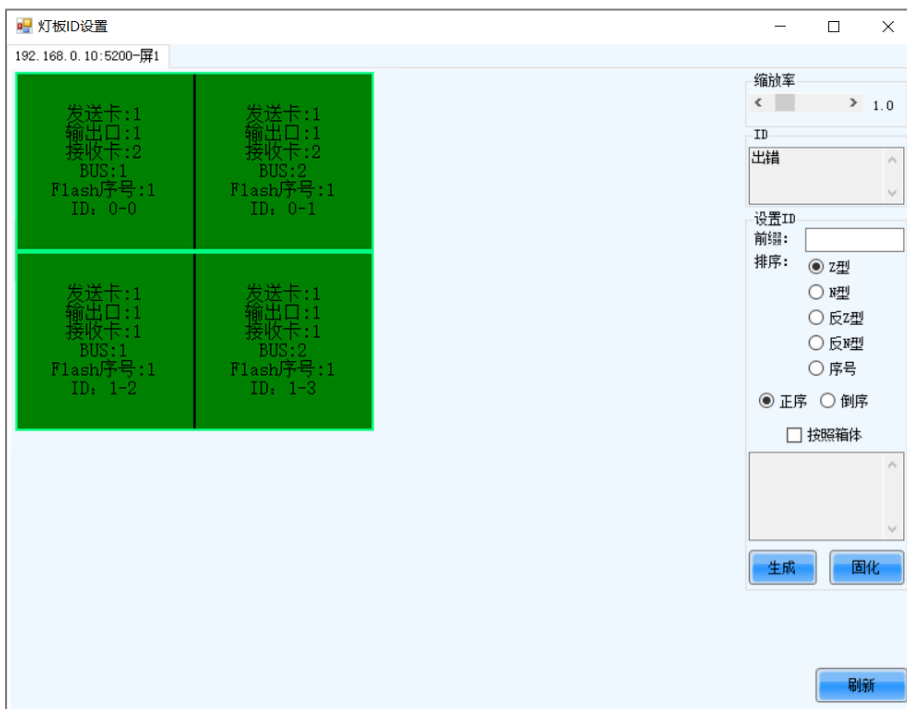 灯板ID设置
192.168.0.10:5200-屏1
发送卡:1
输出口:1
接收卡:2
BUS:1
Flash序号:1
ID: 0-0
发送卡:1
输出口:1
接收卡:2
BUS:2
Flash序号:1
ID: 0-1
发送卡:1
输出口:1
接收卡:1
BUS:1
Flash序号:1
ID: 1-2
发送卡:1
输出口:1
接收卡:1
BUS:2
Flash序号:1
ID: 1-3
缩放率
1.0
ID
出错
设置ID
前缀:
排序:
Z型
N型
反Z型
反N型
序号
正序 倒序
按照箱体
生成 固化
刷新